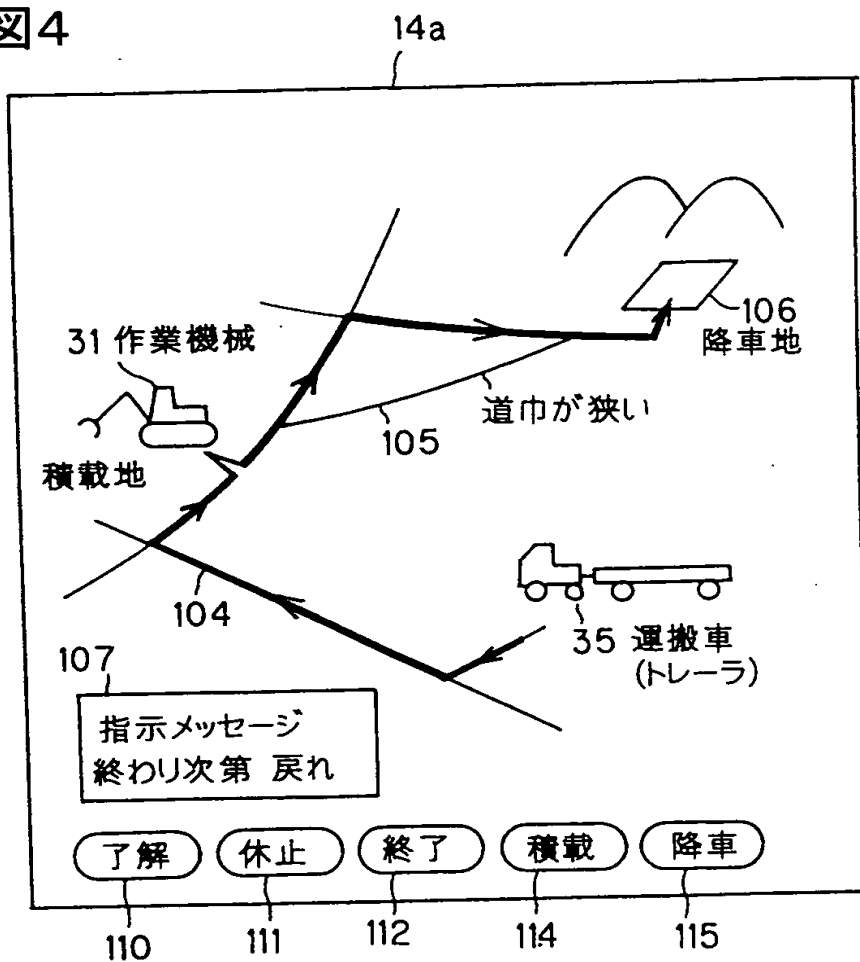 図4
14a
106
降車地
31 作業機械
道巾が狭い
105
積載地
104
35 運搬車
(トレーラ)
107
指示メッセージ
終わり次第 戻れ
了解
休止
終了
積載
降車
110
111
112
114
115